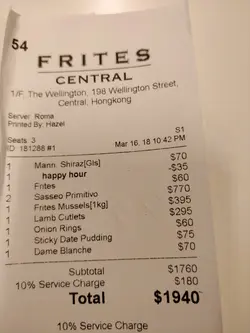 54
FRITES
CENTRAL
1/F, The Wellington, 198 Wellington Street,
Central, Hongkong
Server: Roma
Printed By: Hazel
S1
Seats: 3 Mar 16, 18 10:42 PM
ID 181288 #1
1 Mann. Shiraz[Gls] $70
1 happy hour -$35
1 Frites $60
2 Sasseo Primitivo $770
1 Frites Mussels[1kg] $395
1 Lamb Cutlets $295
1 Onion Rings $60
1 Sticky Date Pudding $75
1 Dame Blanche $70
Subtotal $1760
10% Service Charge $180
Total $1940
10% Service Charge